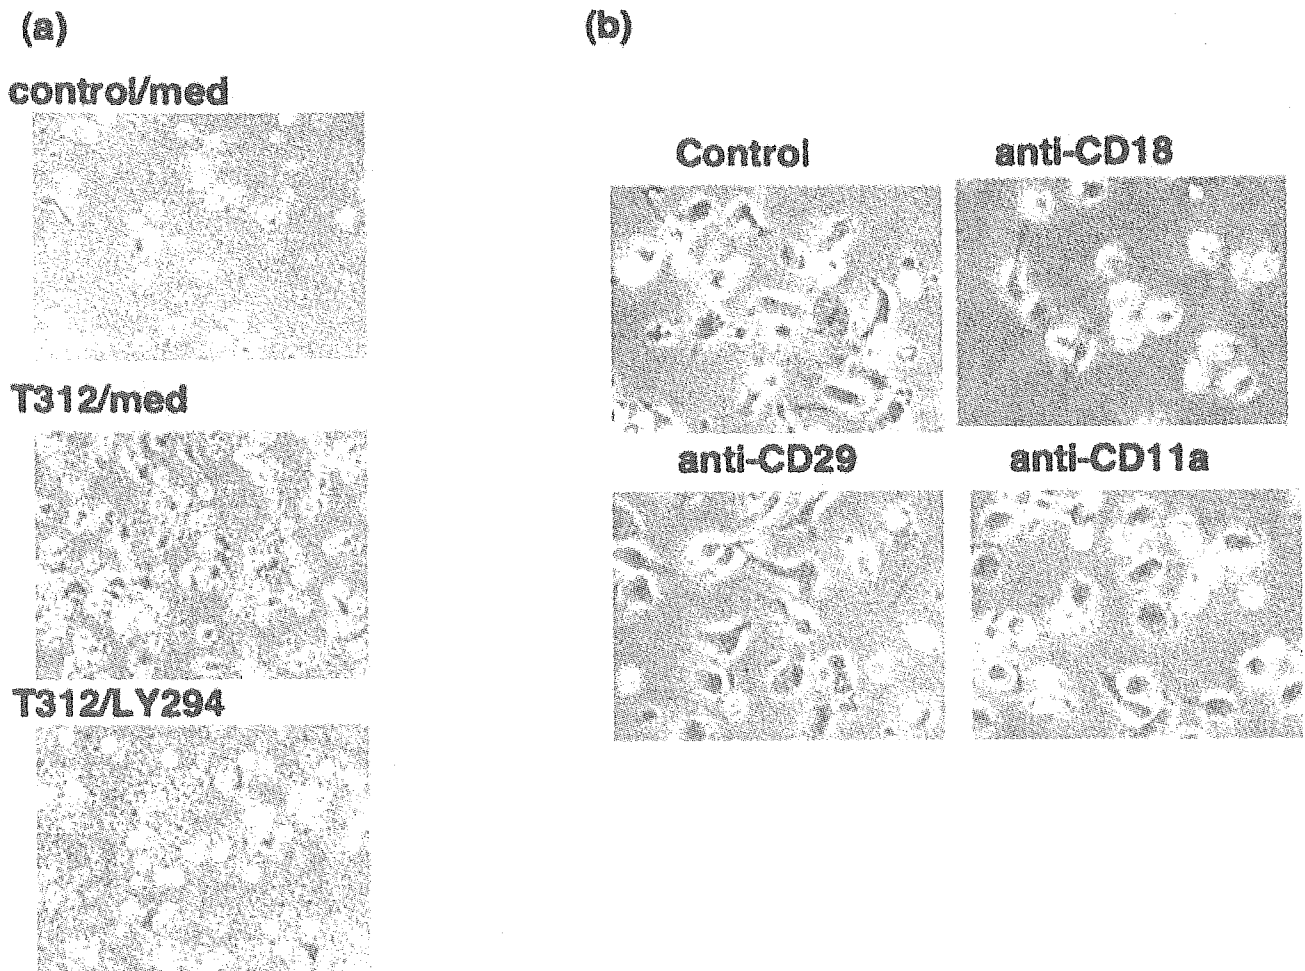 (a)
control/med
T312/med
T312/LY294
(b)
Control
anti-CD18
anti-CD29
anti-CD11a